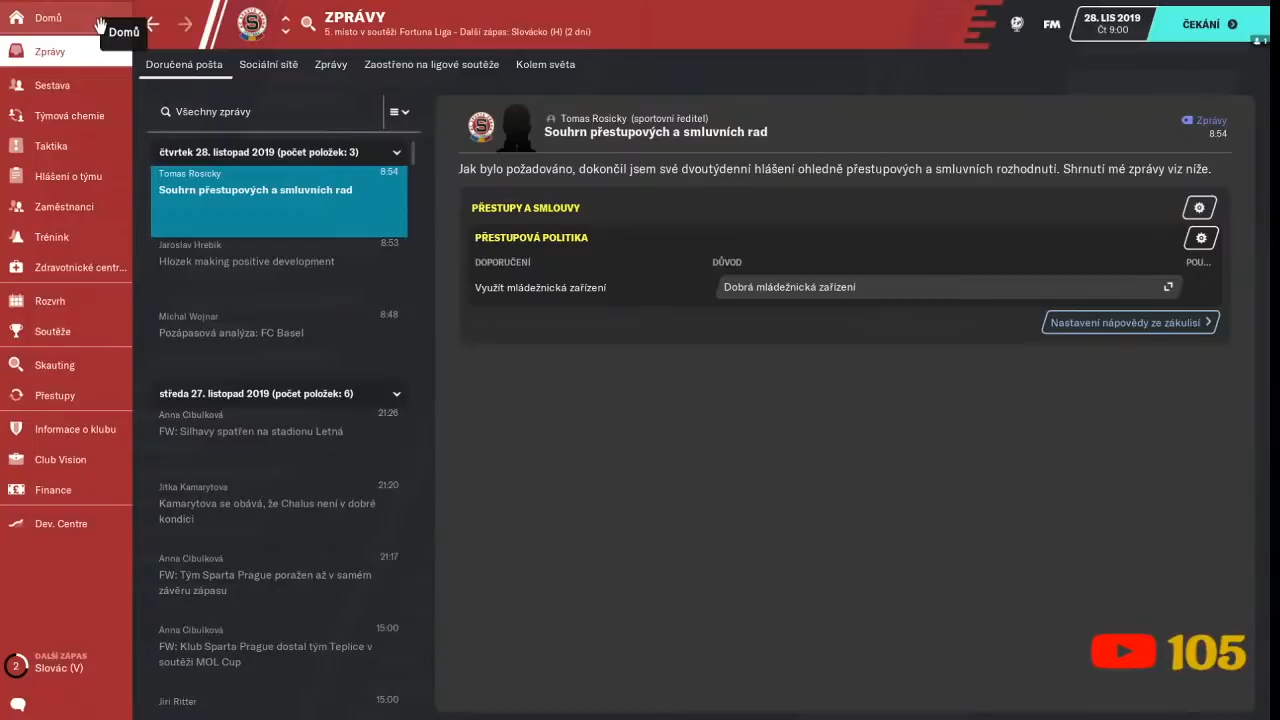 Domů
Zprávy
Sestava
Týmová chemie
Taktika
Hlášení o týmu
Zaměstnanci
Trénink
Zdravotnické centr...
Rozvrh
Soutěže
Skauting
Přestupy
Informace o klubu
Club Vision
Finance
Dev. Centre
2
DALŠÍ ZÁPAS
Slovác (V)
Domů
ZPRÁVY
5. místo v soutěži Fortuna Liga - Další zápas: Slovácko (H) (2 dni)
FM
28. LIS 2019
Čt 9:00
ČEKÁNÍ
1
Doručená pošta
Sociální sítě
Zprávy
Zaostřeno na ligové soutěže
Kolem světa
Všechny zprávy
čtvrtek 28. listopad 2019 (počet položek: 3)
Tomas Rosicky 8:54
Souhrn přestupových a smluvních rad
Jaroslav Hrebik 8:53
Hlozek making positive development
Michal Wojnar 8:48
Pozápasová analýza: FC Basel
středa 27. listopad 2019 (počet položek: 6)
Anna Cibulková 21:26
FW: Silhavy spatřen na stadionu Letná
Jitka Kamarytova 21:20
Kamarytova se obává, že Chalus není v dobré
kondici
Anna Cibulková 21:17
FW: Tým Sparta Prague poražen až v samém
závěru zápasu
Anna Cibulková 15:00
FW: Klub Sparta Prague dostal tým Teplice v
soutěži MOL Cup
Jiri Ritter 15:00
Tomas Rosicky (sportovní ředitel)
Souhrn přestupových a smluvních rad
Zprávy
8:54
Jak bylo požadováno, dokončil jsem své dvoutýdenní hlášení ohledně přestupových a smluvních rozhodnutí. Shrnutí mé zprávy viz níže.
PŘESTUPY A SMLOUVY
PŘESTUPOVÁ POLITIKA
DOPORUČENÍ DŮVOD POU...
Využít mládežnická zařízení Dobrá mládežnická zařízení
Nastavení nápovědy ze zákulisí
105